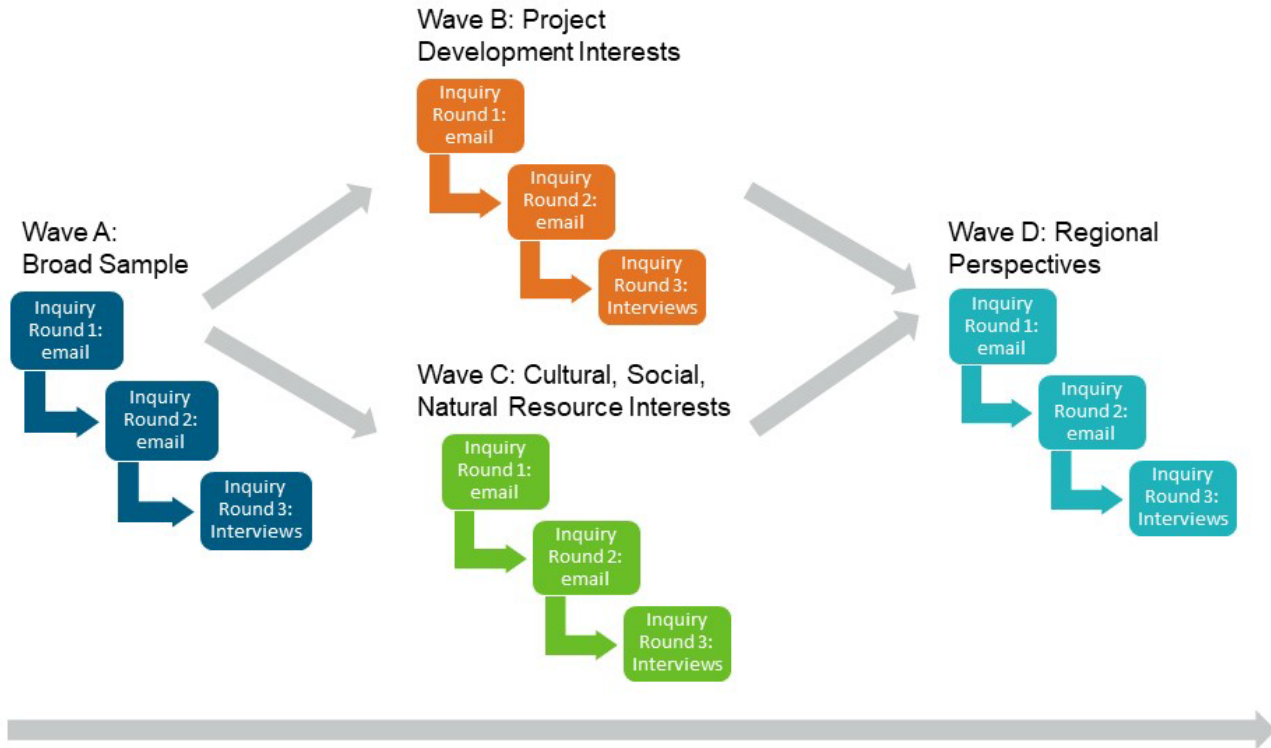 Wave A:
Broad Sample
Inquiry
Round 1:
email
Inquiry
Round 2:
email
Inquiry
Round 3:
Interviews
Wave B: Project
Development Interests
Inquiry
Round 1:
email
Inquiry
Round 2:
email
Inquiry
Round 3:
Interviews
Wave C: Cultural, Social,
Natural Resource Interests
Inquiry
Round 1:
email
Inquiry
Round 2:
email
Inquiry
Round 3:
Interviews
Wave D: Regional
Perspectives
Inquiry
Round 1:
email
Inquiry
Round 2:
email
Inquiry
Round 3:
Interviews